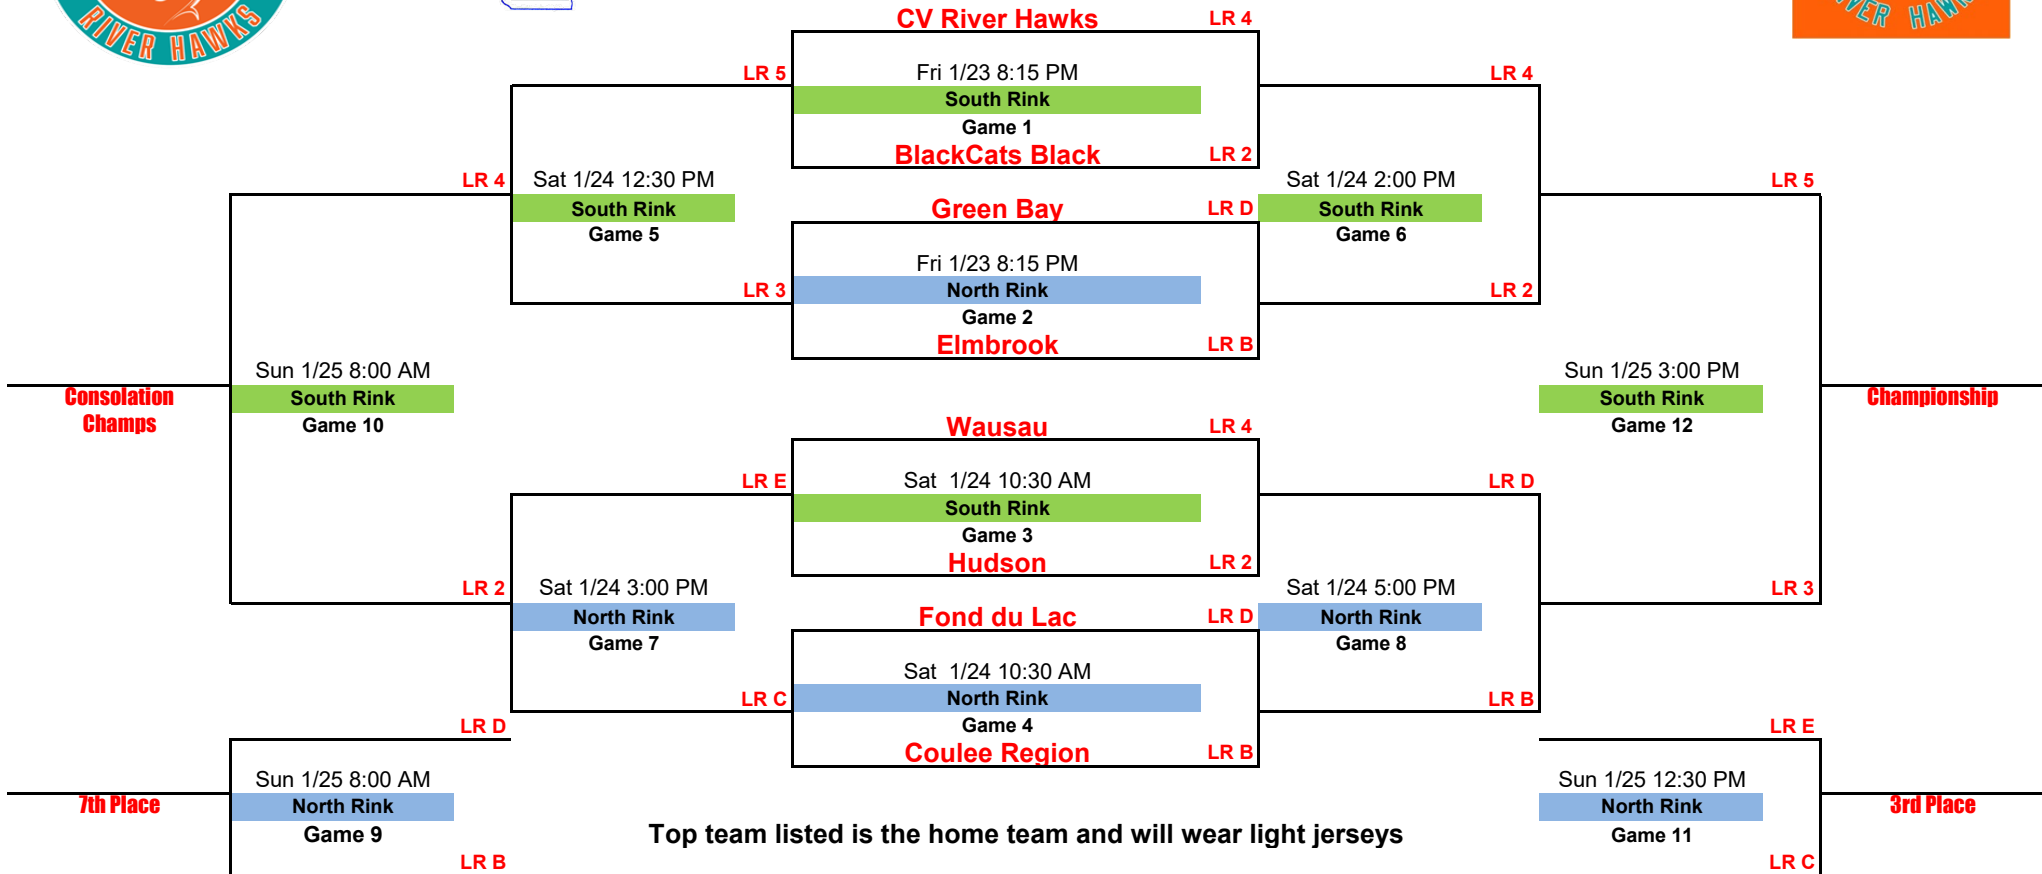 RIVER HAWKS
RIVER HAWKS
CV River Hawks LR 4
LR 5 Fri 1/23 8:15 PM LR 4
South Rink
Game 1
BlackCats Black LR 2
LR 4 Sat 1/24 12:30 PM Sat 1/24 2:00 PM LR 5
South Rink Green Bay LR D South Rink
Game 5 Game 6
Fri 1/23 8:15 PM
LR 3 North Rink LR 2
Game 2
Elmbrook LR B
Sun 1/25 8:00 AM Sun 1/25 3:00 PM
Consolation South Rink South Rink Championship
Champs Game 10 Game 12
Wausau LR 4
LR E Sat 1/24 10:30 AM LR D
South Rink
Game 3
Hudson LR 2
LR 2 Sat 1/24 3:00 PM Sat 1/24 5:00 PM LR 3
North Rink Fond du Lac LR D North Rink
Game 7 Game 8
Sat 1/24 10:30 AM
LR C North Rink LR B
LR D Game 4 LR E
Coulee Region LR B
Sun 1/25 8:00 AM Sun 1/25 12:30 PM
7th Place North Rink North Rink 3rd Place
Game 9 Top team listed is the home team and will wear light jerseys Game 11
LR B LR C